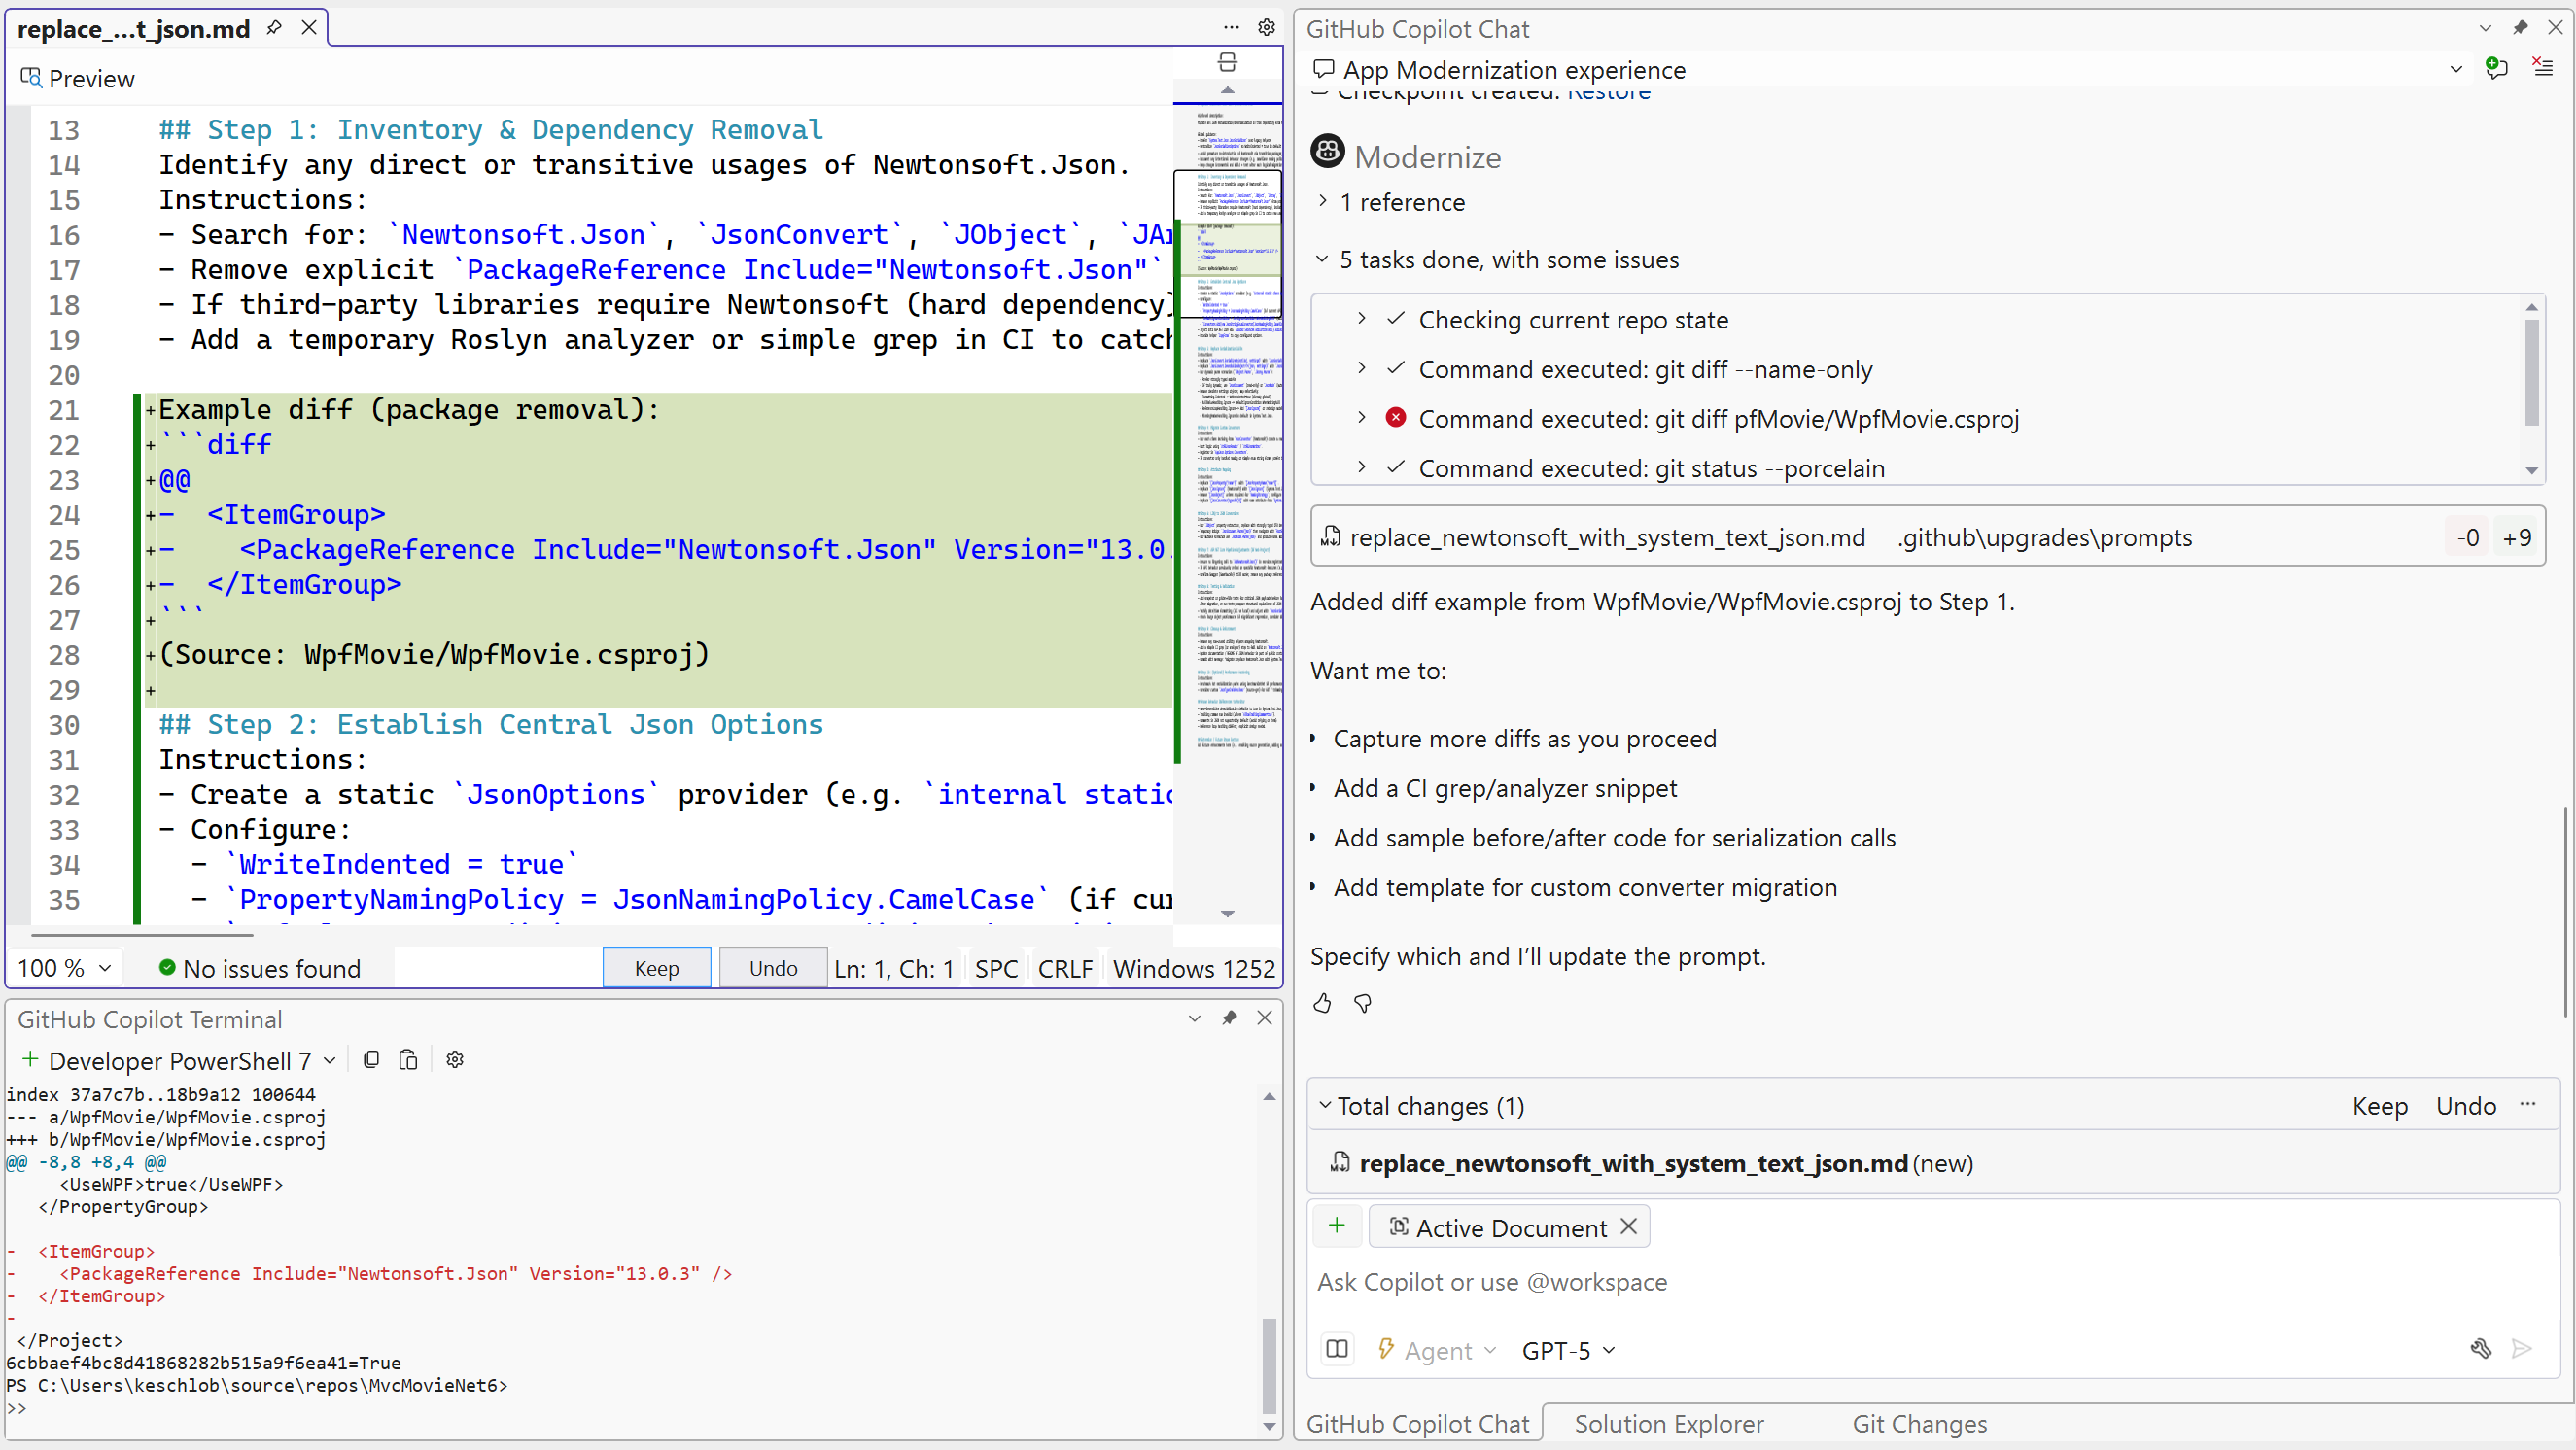 replace_...t_json.md
Preview
13 ## Step 1: Inventory & Dependency Removal
14 Identify any direct or transitive usages of Newtonsoft.Json.
15 Instructions:
16 - Search for: `Newtonsoft.Json`, `JsonConvert`, `JObject`,
17 - Remove explicit `PackageReference Include="Newtonsoft.Json"`
18 - If third-party libraries require Newtonsoft (hard dependency)
19 - Add a temporary Roslyn analyzer or simple grep in CI to catch
20
21 +Example diff (package removal):
22 +```diff
23 +@@
24 +-  <ItemGroup>
25 +-    <PackageReference Include="Newtonsoft.Json" Version="13.0.
26 +-  </ItemGroup>
27 +```
28 +(Source: WpfMovie/WpfMovie.csproj)
29 +
30 ## Step 2: Establish Central Json Options
31 Instructions:
32 - Create a static `JsonOptions` provider (e.g. `internal static
33 - Configure:
34   - `WriteIndented = true`
35   - `PropertyNamingPolicy = JsonNamingPolicy.CamelCase` (if
100 %
No issues found
Keep
Undo
Ln: 1, Ch: 1
SPC
CRLF
Windows 1252
GitHub Copilot Terminal
+ Developer PowerShell 7
index 37a7c7b..18b9a12 100644
--- a/WpfMovie/WpfMovie.csproj
+++ b/WpfMovie/WpfMovie.csproj
@@ -8,8 +8,4 @@
     <UseWPF>true</UseWPF>
   </PropertyGroup>
-  <ItemGroup>
-    <PackageReference Include="Newtonsoft.Json" Version="13.0.3" />
-  </ItemGroup>
-
 </Project>
6cbbaef4bc8d41868282b515a9f6ea41=True
PS C:\Users\keschlob\source\repos\MvcMovieNet6>
>>
GitHub Copilot Chat
App Modernization experience
Checkpoint created: Restore
Modernize
1 reference
5 tasks done, with some issues
Checking current repo state
Command executed: git diff --name-only
Command executed: git diff pfMovie/WpfMovie.csproj
Command executed: git status --porcelain
replace_newtonsoft_with_system_text_json.md .github\upgrades\prompts -0 +9
Added diff example from WpfMovie/WpfMovie.csproj to Step 1.
Want me to:
• Capture more diffs as you proceed
• Add a CI grep/analyzer snippet
• Add sample before/after code for serialization calls
• Add template for custom converter migration
Specify which and I’ll update the prompt.
Total changes (1)
Keep
Undo
replace_newtonsoft_with_system_text_json.md (new)
Active Document
Ask Copilot or use @workspace
Agent
GPT-5
GitHub Copilot Chat
Solution Explorer
Git Changes